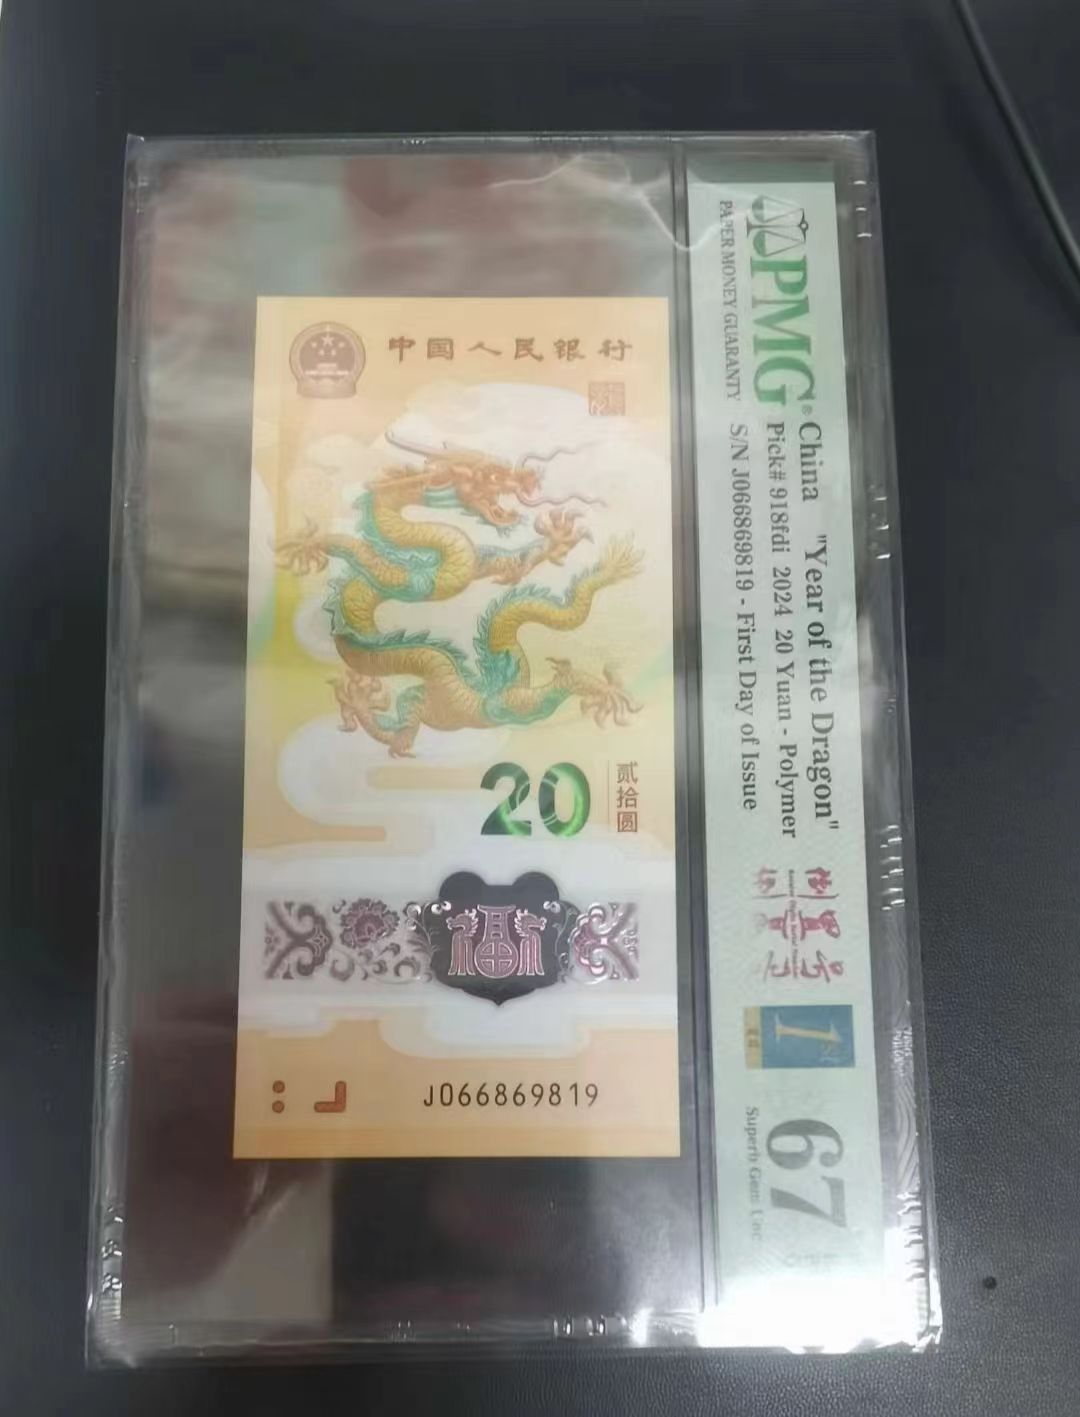 中国人民银行
20
贰拾圆
J066869819
PMG®
PAPER MONEY GUARANTY
China "Year of the Dragon"
Pick# 918fdi 2024 20 Yuan - Polymer
S/N J066869819 - First Day of Issue
1
67
Superb Gem Unc